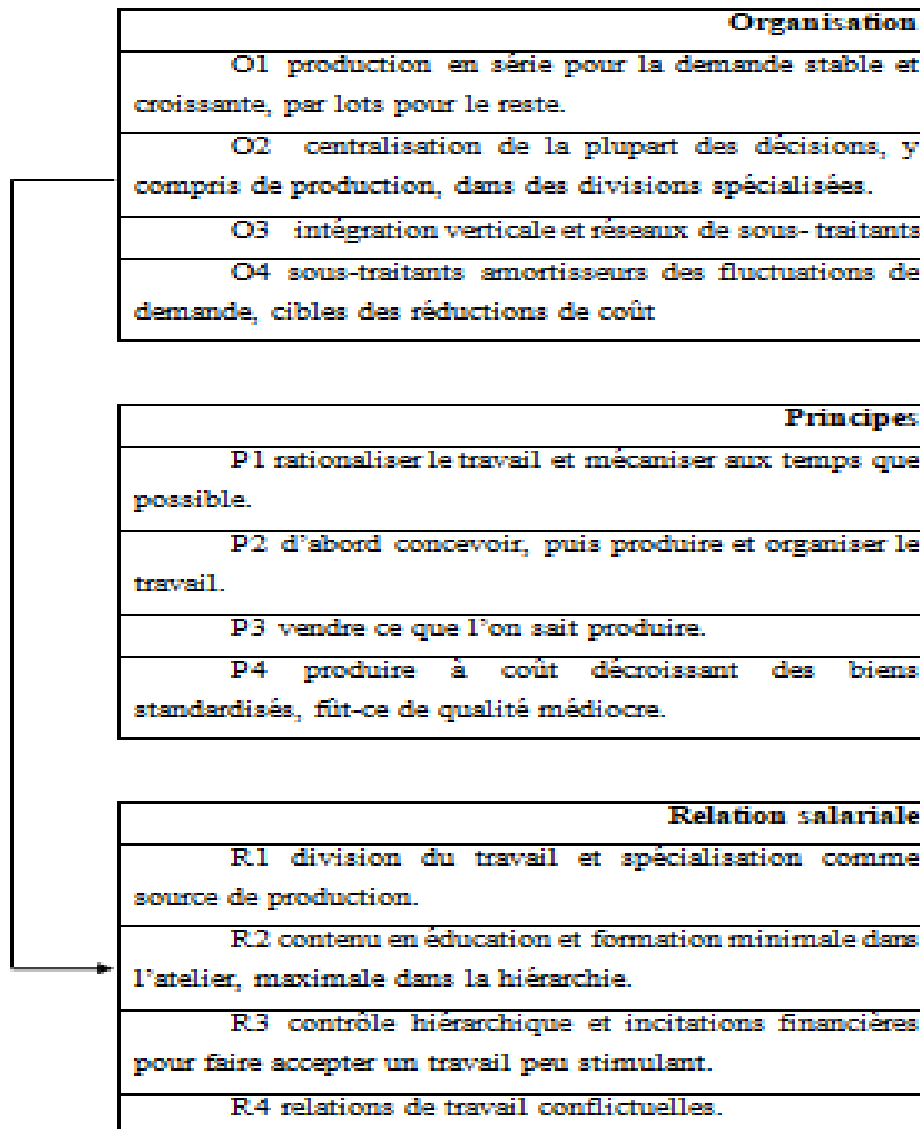 Organisation
O1 production en série pour la demande stable et
croissante, par lots pour le reste.
O2 centralisation de la plupart des décisions, y
compris de production, dans des divisions spécialisées.
O3 intégration verticale et réseaux de sous- traitants
O4 sous-traitants amortisseurs des fluctuations de
demande, cibles des réductions de coût
Principes
P1 rationaliser le travail et mécaniser aux temps que
possible.
P2 d’abord concevoir, puis produire et organiser le
travail.
P3 vendre ce que l’on sait produire.
P4 produire à coût décroissant des biens
standardisés, fût-ce de qualité médiocre.
Relation salariale
R1 division du travail et spécialisation comme
source de production.
R2 contenu en éducation et formation minimale dans
l’atelier, maximale dans la hiérarchie.
R3 contrôle hiérarchique et incitations financières
pour faire accepter un travail peu stimulant.
R4 relations de travail conflictuelles.